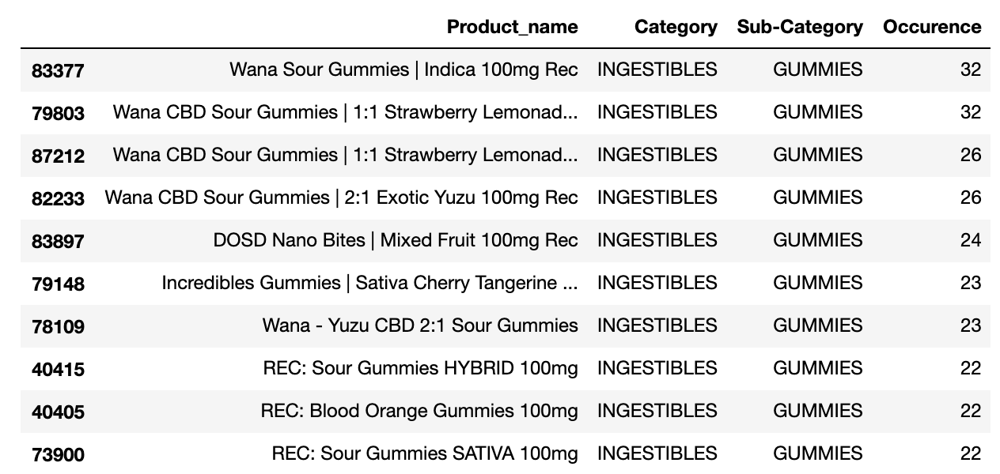 Product_name Category Sub-Category Occurence
83377 Wana Sour Gummies | Indica 100mg Rec INGESTIBLES GUMMIES 32
79803 Wana CBD Sour Gummies | 1:1 Strawberry Lemonad... INGESTIBLES GUMMIES 32
87212 Wana CBD Sour Gummies | 1:1 Strawberry Lemonad... INGESTIBLES GUMMIES 26
82233 Wana CBD Sour Gummies | 2:1 Exotic Yuzu 100mg Rec INGESTIBLES GUMMIES 26
83897 DOSD Nano Bites | Mixed Fruit 100mg Rec INGESTIBLES GUMMIES 24
79148 Incredibles Gummies | Sativa Cherry Tangerine ... INGESTIBLES GUMMIES 23
78109 Wana - Yuzu CBD 2:1 Sour Gummies INGESTIBLES GUMMIES 23
40415 REC: Sour Gummies HYBRID 100mg INGESTIBLES GUMMIES 22
40405 REC: Blood Orange Gummies 100mg INGESTIBLES GUMMIES 22
73900 REC: Sour Gummies SATIVA 100mg INGESTIBLES GUMMIES 22